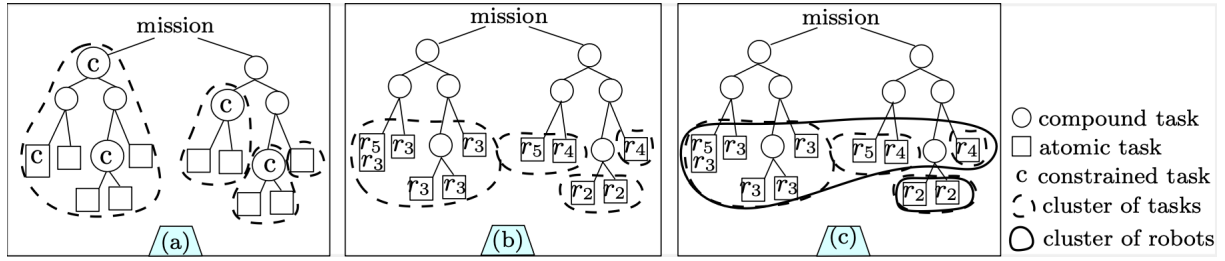 mission
c
c
c
c
c
(a)
mission
r5 r3 r3 r5 r4 r4
r3
r3 r3 r2 r2
(b)
mission
r5 r3 r3 r5 r4 r4
r3
r3 r3 r2 r2
(c)
compound task
atomic task
c constrained task
cluster of tasks
cluster of robots